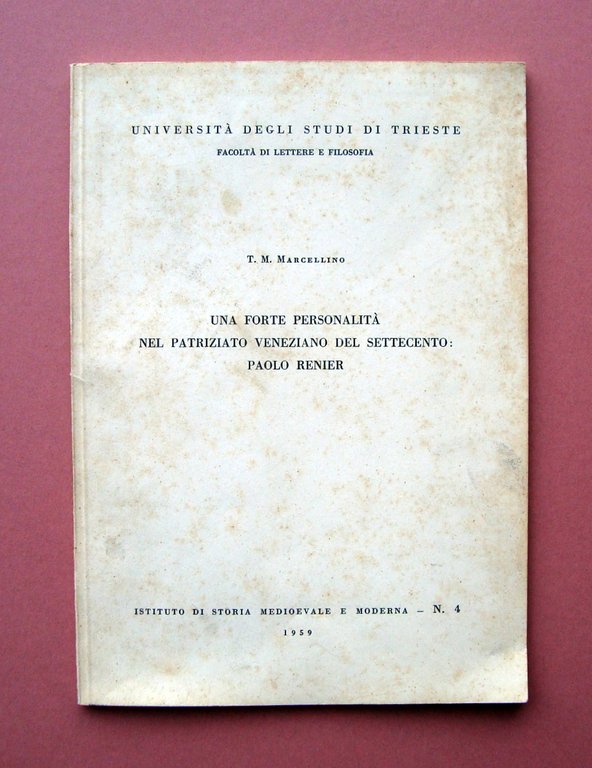 UNIVERSITÀ DEGLI STUDI DI TRIESTE
FACOLTÀ DI LETTERE E FILOSOFIA
T. M. MARCELLINO
UNA FORTE PERSONALITÀ
NEL PATRIZIATO VENEZIANO DEL SETTECENTO:
PAOLO RENIER
ISTITUTO DI STORIA MEDIOEVALE E MODERNA – N. 4
1959